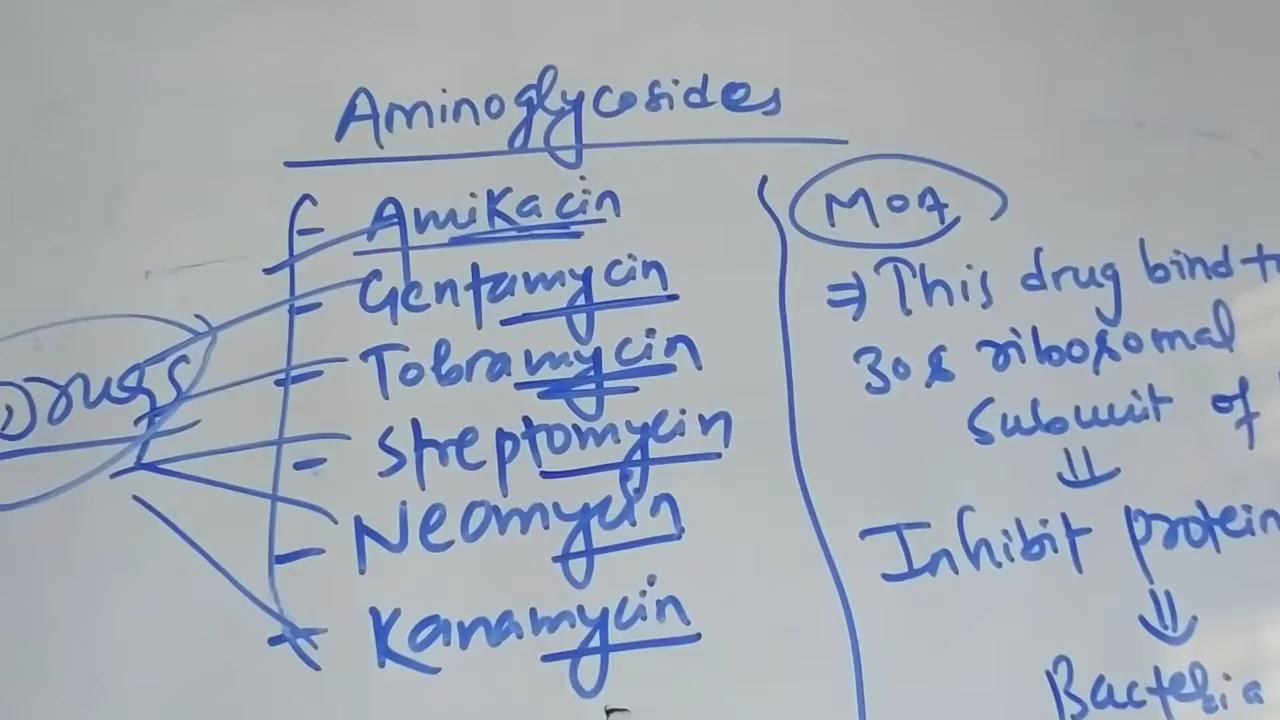 Aminoglycosides
Drugs
Amikacin
Gentamycin
Tobramycin
Streptomycin
Neomycin
Kanamycin
MOA
⇒ This drug bind to
30s ribosomal
Subunit of
⇓
Inhibit protein
⇓
Bacteria